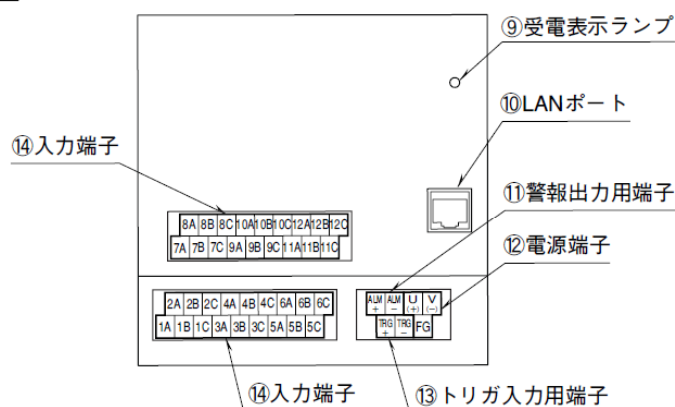 ⑨受電表示ランプ
⑩LANポート
⑭入力端子
⑪警報出力用端子
8A 8B 8C 10A 10B 10C 12A 12B 12C
7A 7B 7C 9A 9B 9C 11A 11B 11C
⑫電源端子
2A 2B 2C 4A 4B 4C 6A 6B 6C
1A 1B 1C 3A 3B 3C 5A 5B 5C
ALM + ALM - U (+) V (-)
TRG + TRG - FG
⑭入力端子
⑬トリガ入力用端子